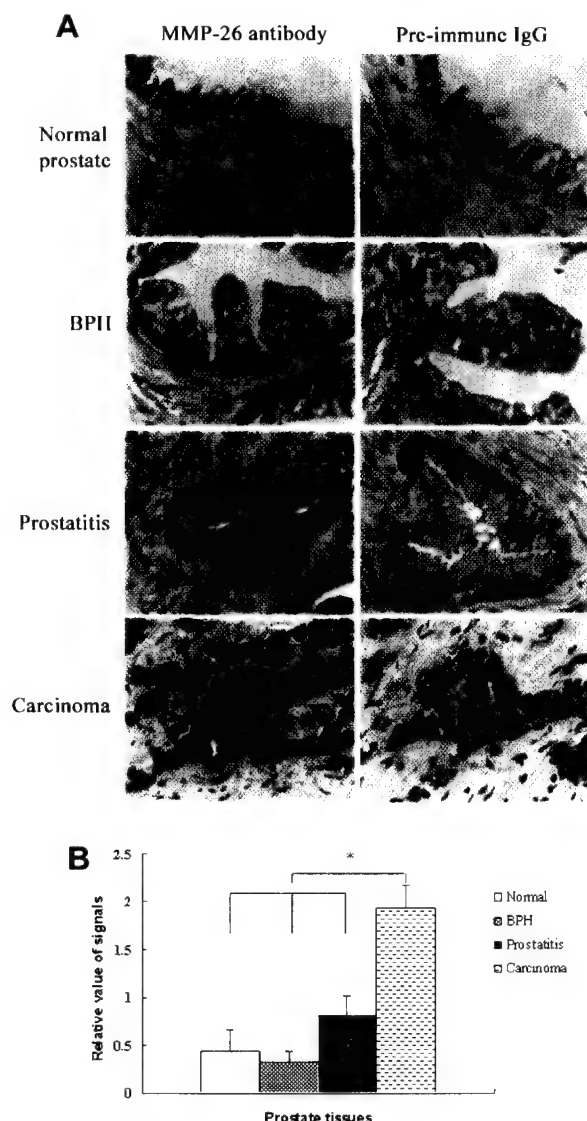 A
MMP-26 antibody
Pre-immune IgG
Normal
prostate
BPH
Prostatitis
Carcinoma
B
*
2.5
2
1.5
1
0.5
0
Relative value of signals
Normal
BPH
Prostatitis
Carcinoma
Prostate tissues